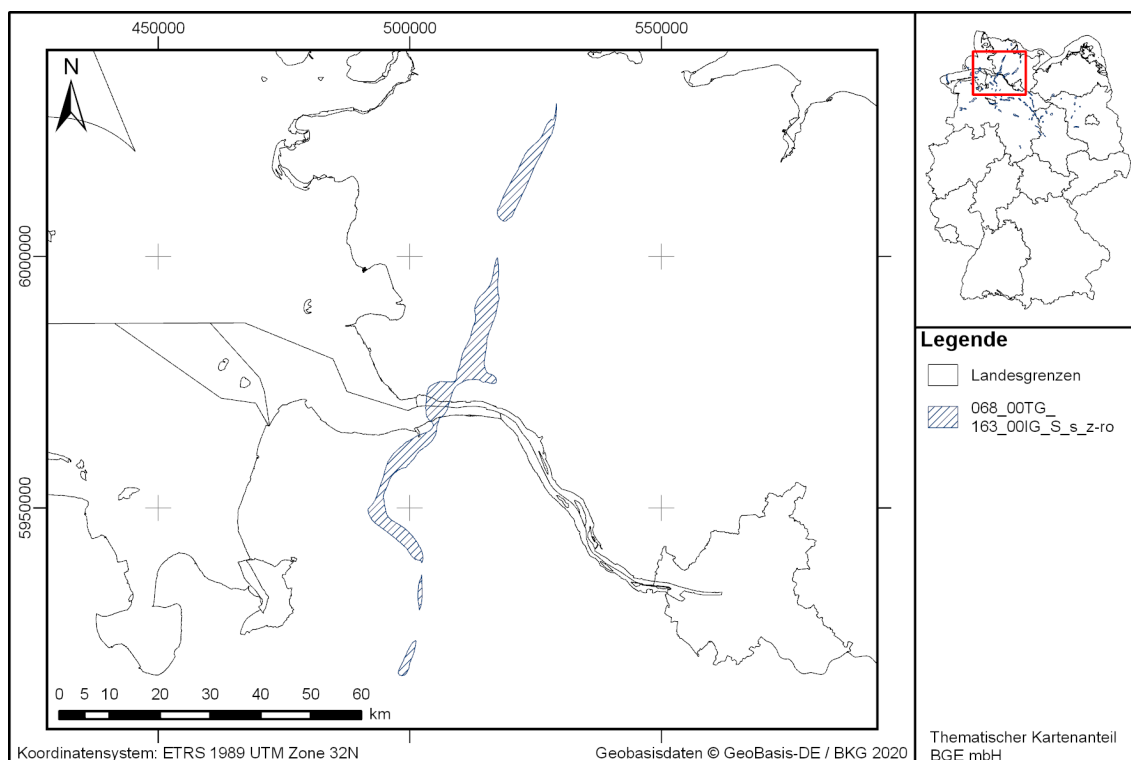 450000 500000 550000
N
6000000
5950000
0 5 10 20 30 40 50 60
km
Koordinatensystem: ETRS 1989 UTM Zone 32N
Geobasisdaten © GeoBasis-DE / BKG 2020
Legende
Landesgrenzen
068_00TG_
163_00IG_S_s_z-ro
Thematischer Kartenanteil
BGE mbH